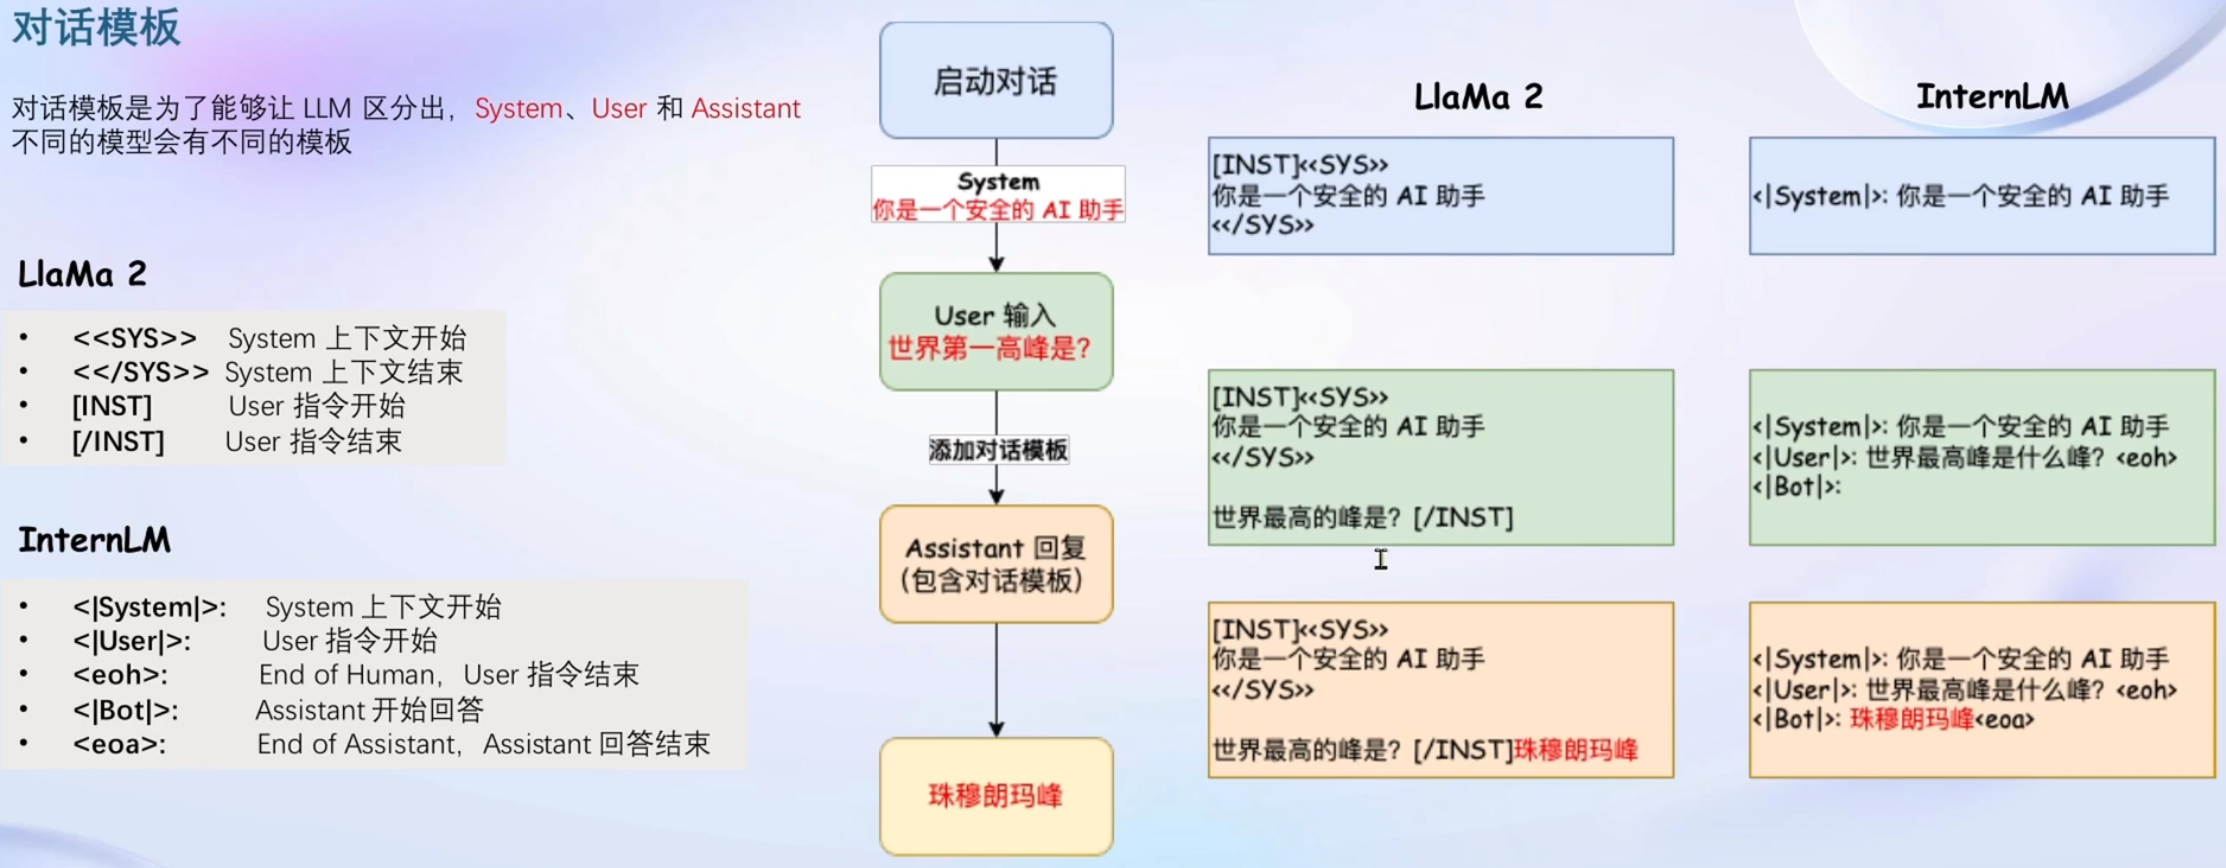 对话模板
对话模板是为了能够让 LLM 区分出，System、User 和 Assistant
不同的模型会有不同的模板
LlaMa 2
• <<SYS>> System 上下文开始
• <</SYS>> System 上下文结束
• [INST] User 指令开始
• [/INST] User 指令结束
InternLM
• <|System|>: System 上下文开始
• <|User|>: User 指令开始
• <eoh>: End of Human，User 指令结束
• <|Bot|>: Assistant 开始回答
• <eoa>: End of Assistant，Assistant 回答结束
启动对话
System
你是一个安全的 AI 助手
User 输入
世界第一高峰是？
添加对话模板
Assistant 回复
（包含对话模板）
珠穆朗玛峰
LlaMa 2
[INST]<<SYS>>
你是一个安全的 AI 助手
<</SYS>>
[INST]<<SYS>>
你是一个安全的 AI 助手
<</SYS>>
世界最高的峰是？[/INST]
[INST]<<SYS>>
你是一个安全的 AI 助手
<</SYS>>
世界最高的峰是？[/INST]珠穆朗玛峰
InternLM
<|System|>: 你是一个安全的 AI 助手
<|System|>: 你是一个安全的 AI 助手
<|User|>: 世界最高峰是什么峰？<eoh>
<|Bot|>:
<|System|>: 你是一个安全的 AI 助手
<|User|>: 世界最高峰是什么峰？<eoh>
<|Bot|>: 珠穆朗玛峰<eoa>